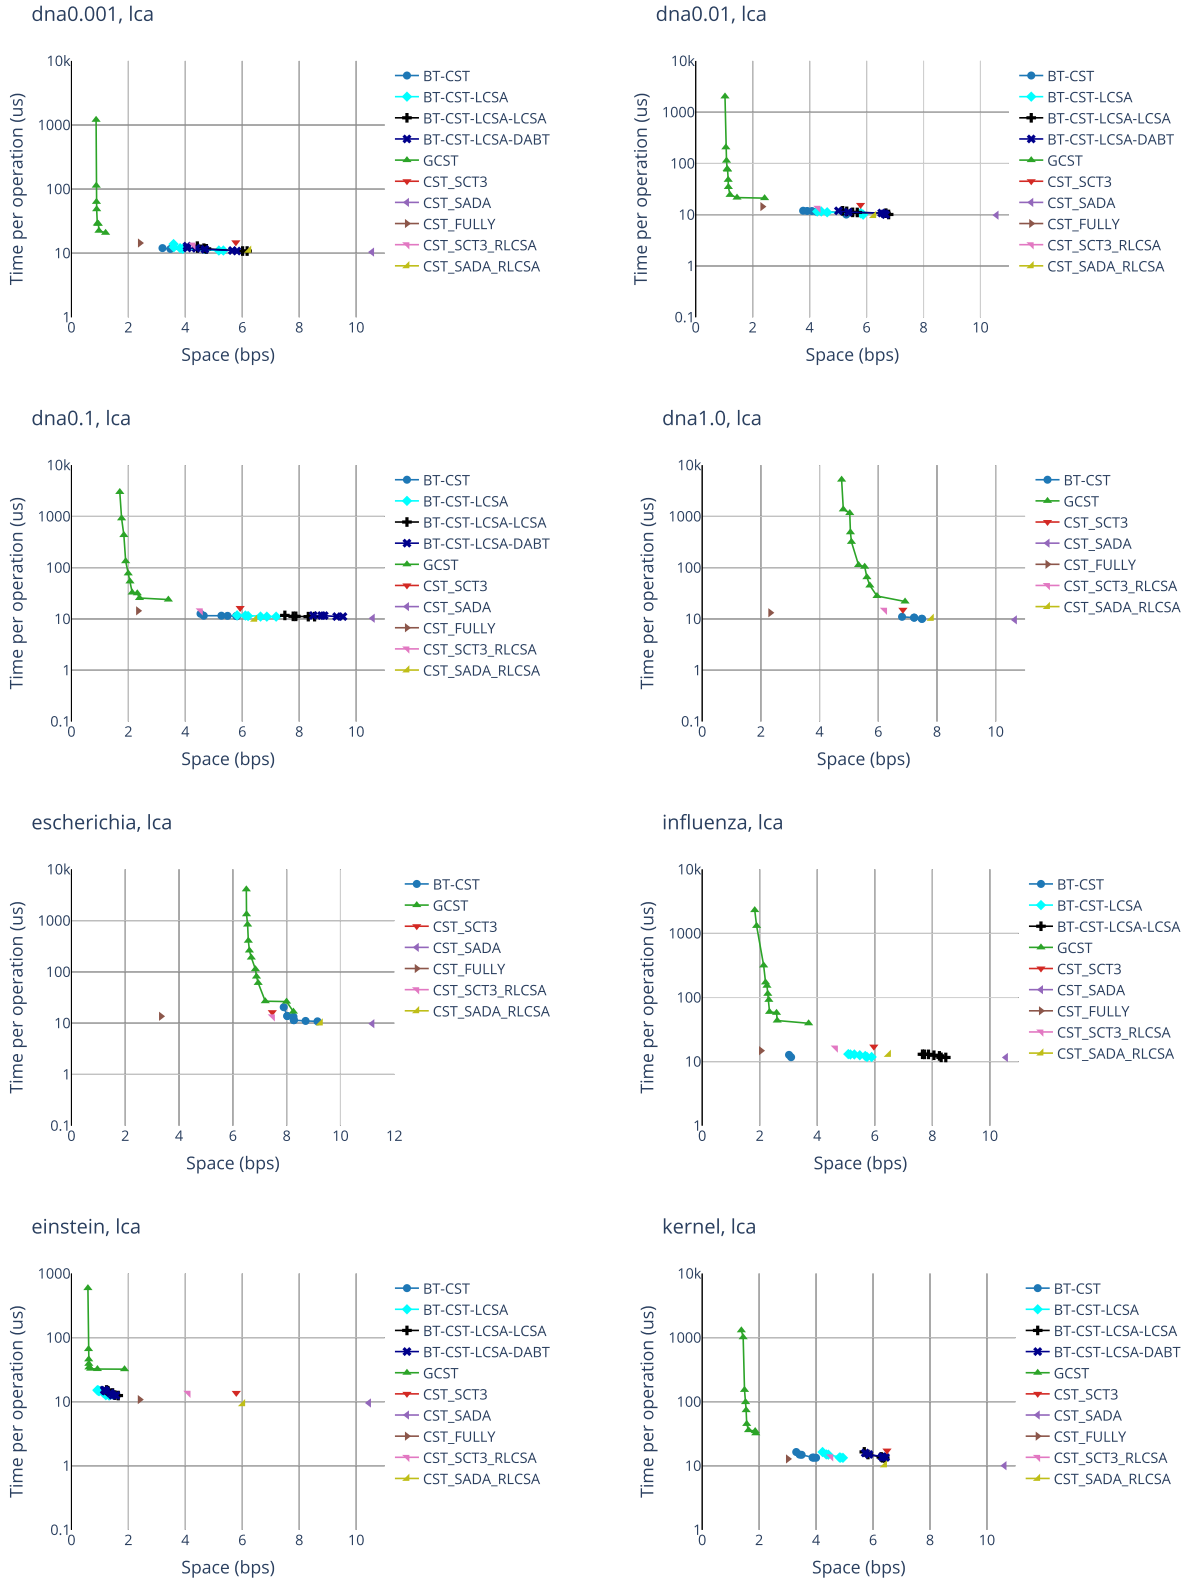 dna0.001, lca
10k
1000
100
10
1
0
2
4
6
8
10
Time per operation (us)
Space (bps)
BT-CST
BT-CST-LCSA
BT-CST-LCSA-LCSA
BT-CST-LCSA-DABT
GCST
CST_SCT3
CST_SADA
CST_FULLY
CST_SCT3_RLCSA
CST_SADA_RLCSA
dna0.01, lca
10k
1000
100
10
1
0.1
0
2
4
6
8
10
Time per operation (us)
Space (bps)
BT-CST
BT-CST-LCSA
BT-CST-LCSA-LCSA
BT-CST-LCSA-DABT
GCST
CST_SCT3
CST_SADA
CST_FULLY
CST_SCT3_RLCSA
CST_SADA_RLCSA
dna0.1, lca
10k
1000
100
10
1
0.1
0
2
4
6
8
10
Time per operation (us)
Space (bps)
BT-CST
BT-CST-LCSA
BT-CST-LCSA-LCSA
BT-CST-LCSA-DABT
GCST
CST_SCT3
CST_SADA
CST_FULLY
CST_SCT3_RLCSA
CST_SADA_RLCSA
dna1.0, lca
10k
1000
100
10
1
0.1
0
2
4
6
8
10
Time per operation (us)
Space (bps)
BT-CST
GCST
CST_SCT3
CST_SADA
CST_FULLY
CST_SCT3_RLCSA
CST_SADA_RLCSA
escherichia, lca
10k
1000
100
10
1
0.1
0
2
4
6
8
10
12
Time per operation (us)
Space (bps)
BT-CST
GCST
CST_SCT3
CST_SADA
CST_FULLY
CST_SCT3_RLCSA
CST_SADA_RLCSA
influenza, lca
10k
1000
100
10
1
0
2
4
6
8
10
Time per operation (us)
Space (bps)
BT-CST
BT-CST-LCSA
BT-CST-LCSA-LCSA
GCST
CST_SCT3
CST_SADA
CST_FULLY
CST_SCT3_RLCSA
CST_SADA_RLCSA
einstein, lca
1000
100
10
1
0.1
0
2
4
6
8
10
Time per operation (us)
Space (bps)
BT-CST
BT-CST-LCSA
BT-CST-LCSA-LCSA
BT-CST-LCSA-DABT
GCST
CST_SCT3
CST_SADA
CST_FULLY
CST_SCT3_RLCSA
CST_SADA_RLCSA
kernel, lca
10k
1000
100
10
1
0
2
4
6
8
10
Time per operation (us)
Space (bps)
BT-CST
BT-CST-LCSA
BT-CST-LCSA-LCSA
BT-CST-LCSA-DABT
GCST
CST_SCT3
CST_SADA
CST_FULLY
CST_SCT3_RLCSA
CST_SADA_RLCSA